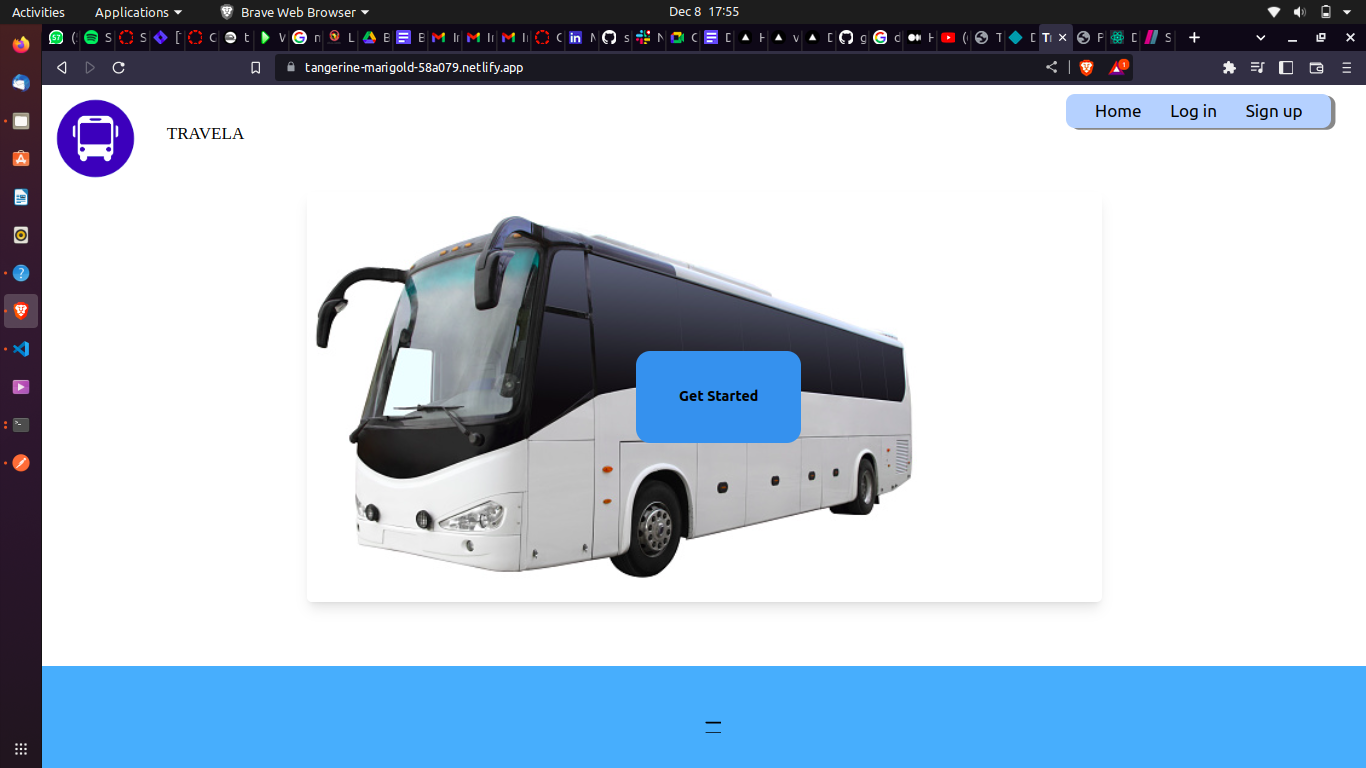 Activities Applications Brave Web Browser Dec 8 17:55
tangerine-marigold-58a079.netlify.app 1
Home Log in Sign up
TRAVELA
Get Started